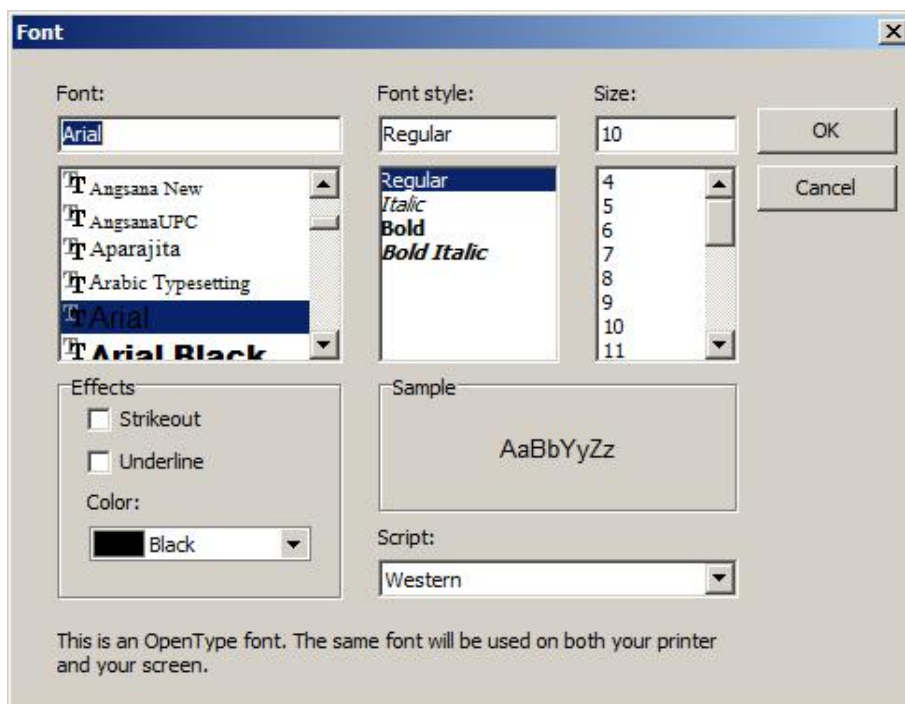 Font
Font:
Arial
Angsana New
AngsanaUPC
Aparajita
Arabic Typesetting
Arial
Arial Black
Font style:
Regular
Regular
Italic
Bold
Bold Italic
Size:
10
4
5
6
7
8
9
10
11
OK
Cancel
Effects
Strikeout
Underline
Color:
Black
Sample
AaBbYyZz
Script:
Western
This is an OpenType font. The same font will be used on both your printer
and your screen.